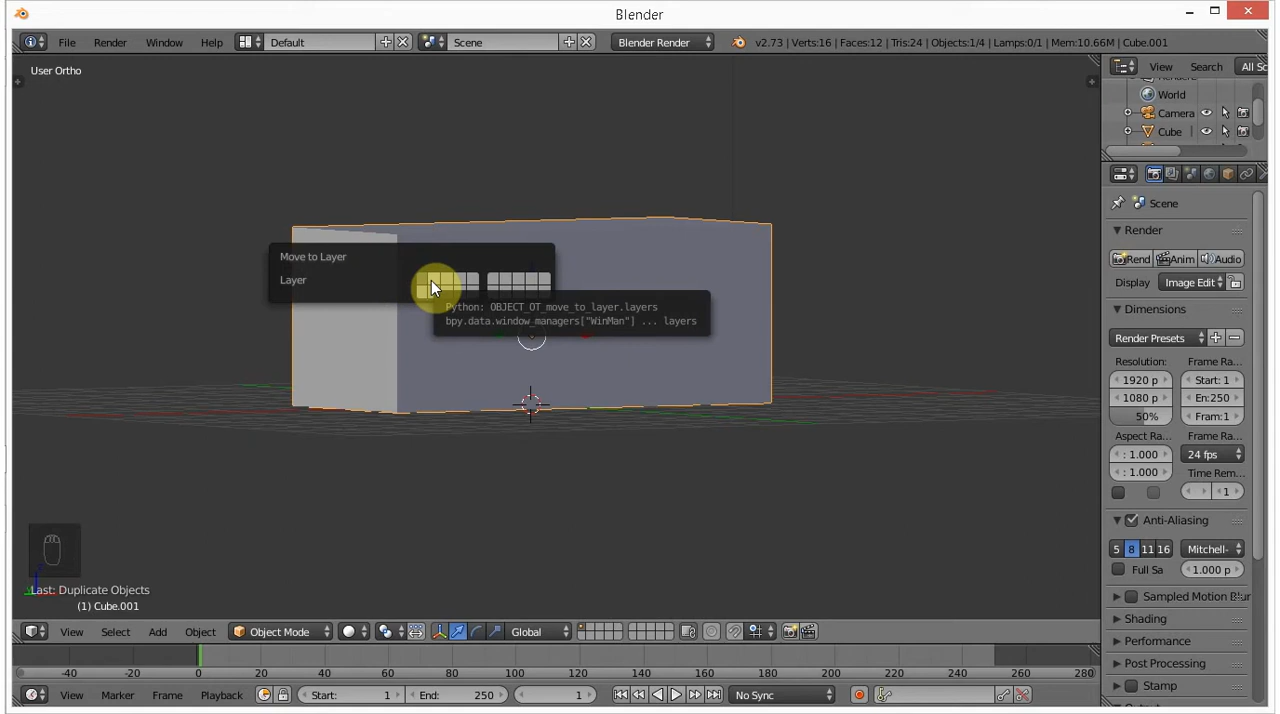 Blender
File Render Window Help Default Scene Blender Render v2.73 | Verts:16 | Faces:12 | Tris:24 | Objects:1/4 | Lamps:0/1 | Mem:10.66M | Cube.001
User Ortho
View Search All Sc
World
Camera
Cube
Scene
Render
Rend Anim Audio
Display Image Edit
Dimensions
Render Presets
Resolution: Frame Ra
1920 p Start: 1
1080 p En:250
50% Fram:1
Aspect Ra... Frame Ra...
: 1.000 24 fps
: 1.000 Time Rem...
1
Anti-Aliasing
5 8 11 16 Mitchell-
Full Sa 1.000 p
Sampled Motion Blur
Shading
Performance
Post Processing
Stamp
Move to Layer
Layer
Python: OBJECT_OT_move_to_layer.layers
bpy.data.window_managers["WinMan"] ... layers
Last: Duplicate Objects
(1) Cube.001
View Select Add Object Object Mode Global
-40 -20 0 20 40 60 80 100 120 140 160 180 200 220 240 260 280
View Marker Frame Playback Start: 1 End: 250 1 No Sync